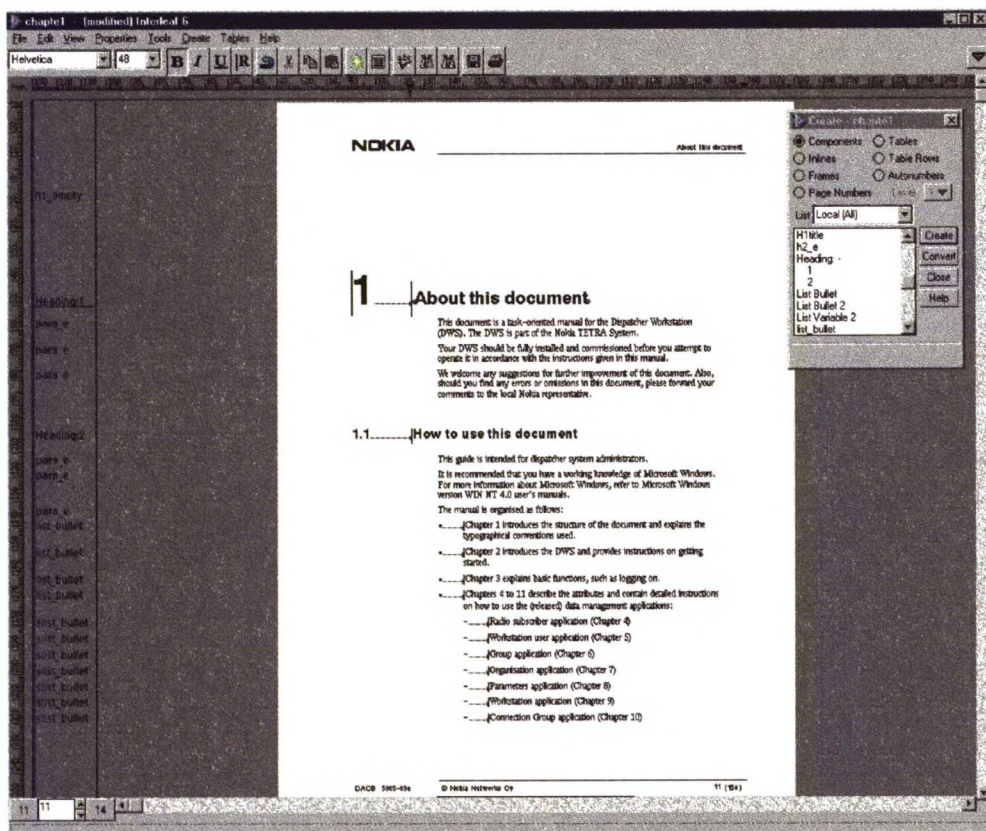 chapte1 - [modified] Interleaf 6
File Edit View Properties Tools Create Tables Help
Helvetica 48 B I U R
h1_empty
Heading:1
para_e
para_e
para_e
Heading:2
para_e
para_e
para_e
list_bullet
list_bullet
list_bullet
list_bullet
slist_bullet
slist_bullet
slist_bullet
slist_bullet
slist_bullet
slist_bullet
slist_bullet
NOKIA About this document
1 About this document
This document is a task-oriented manual for the Dispatcher Workstation
(DWS). The DWS is part of the Nokia TETRA System.
Your DWS should be fully installed and commissioned before you attempt to
operate it in accordance with the instructions given in this manual.
We welcome any suggestions for further improvement of this document. Also,
should you find any errors or omissions in this document, please forward your
comments to the local Nokia representative.
1.1 How to use this document
This guide is intended for dispatcher system administrators.
It is recommended that you have a working knowledge of Microsoft Windows.
For more information about Microsoft Windows, refer to Microsoft Windows
version WIN NT 4.0 user's manuals.
The manual is organised as follows:
• Chapter 1 introduces the structure of the document and explains the
typographical conventions used.
• Chapter 2 introduces the DWS and provides instructions on getting
started.
• Chapter 3 explains basic functions, such as logging on.
• Chapters 4 to 11 describe the attributes and contain detailed instructions
on how to use the (released) data management applications:
- Radio subscriber application (Chapter 4)
- Workstation user application (Chapter 5)
- Group application (Chapter 6)
- Organisation application (Chapter 7)
- Parameters application (Chapter 8)
- Workstation application (Chapter 9)
- Connection Group application (Chapter 10)
© Nokia Networks Oy
Create - chapte1
Components Tables
Inlines Table Rows
Frames Autonumbers
Page Numbers Level 1
List Local (All)
H1title
h2_e
Heading: -
1
2
List Bullet
List Bullet 2
List Variable 2
list_bullet
Create
Convert
Close
Help
11 11 14